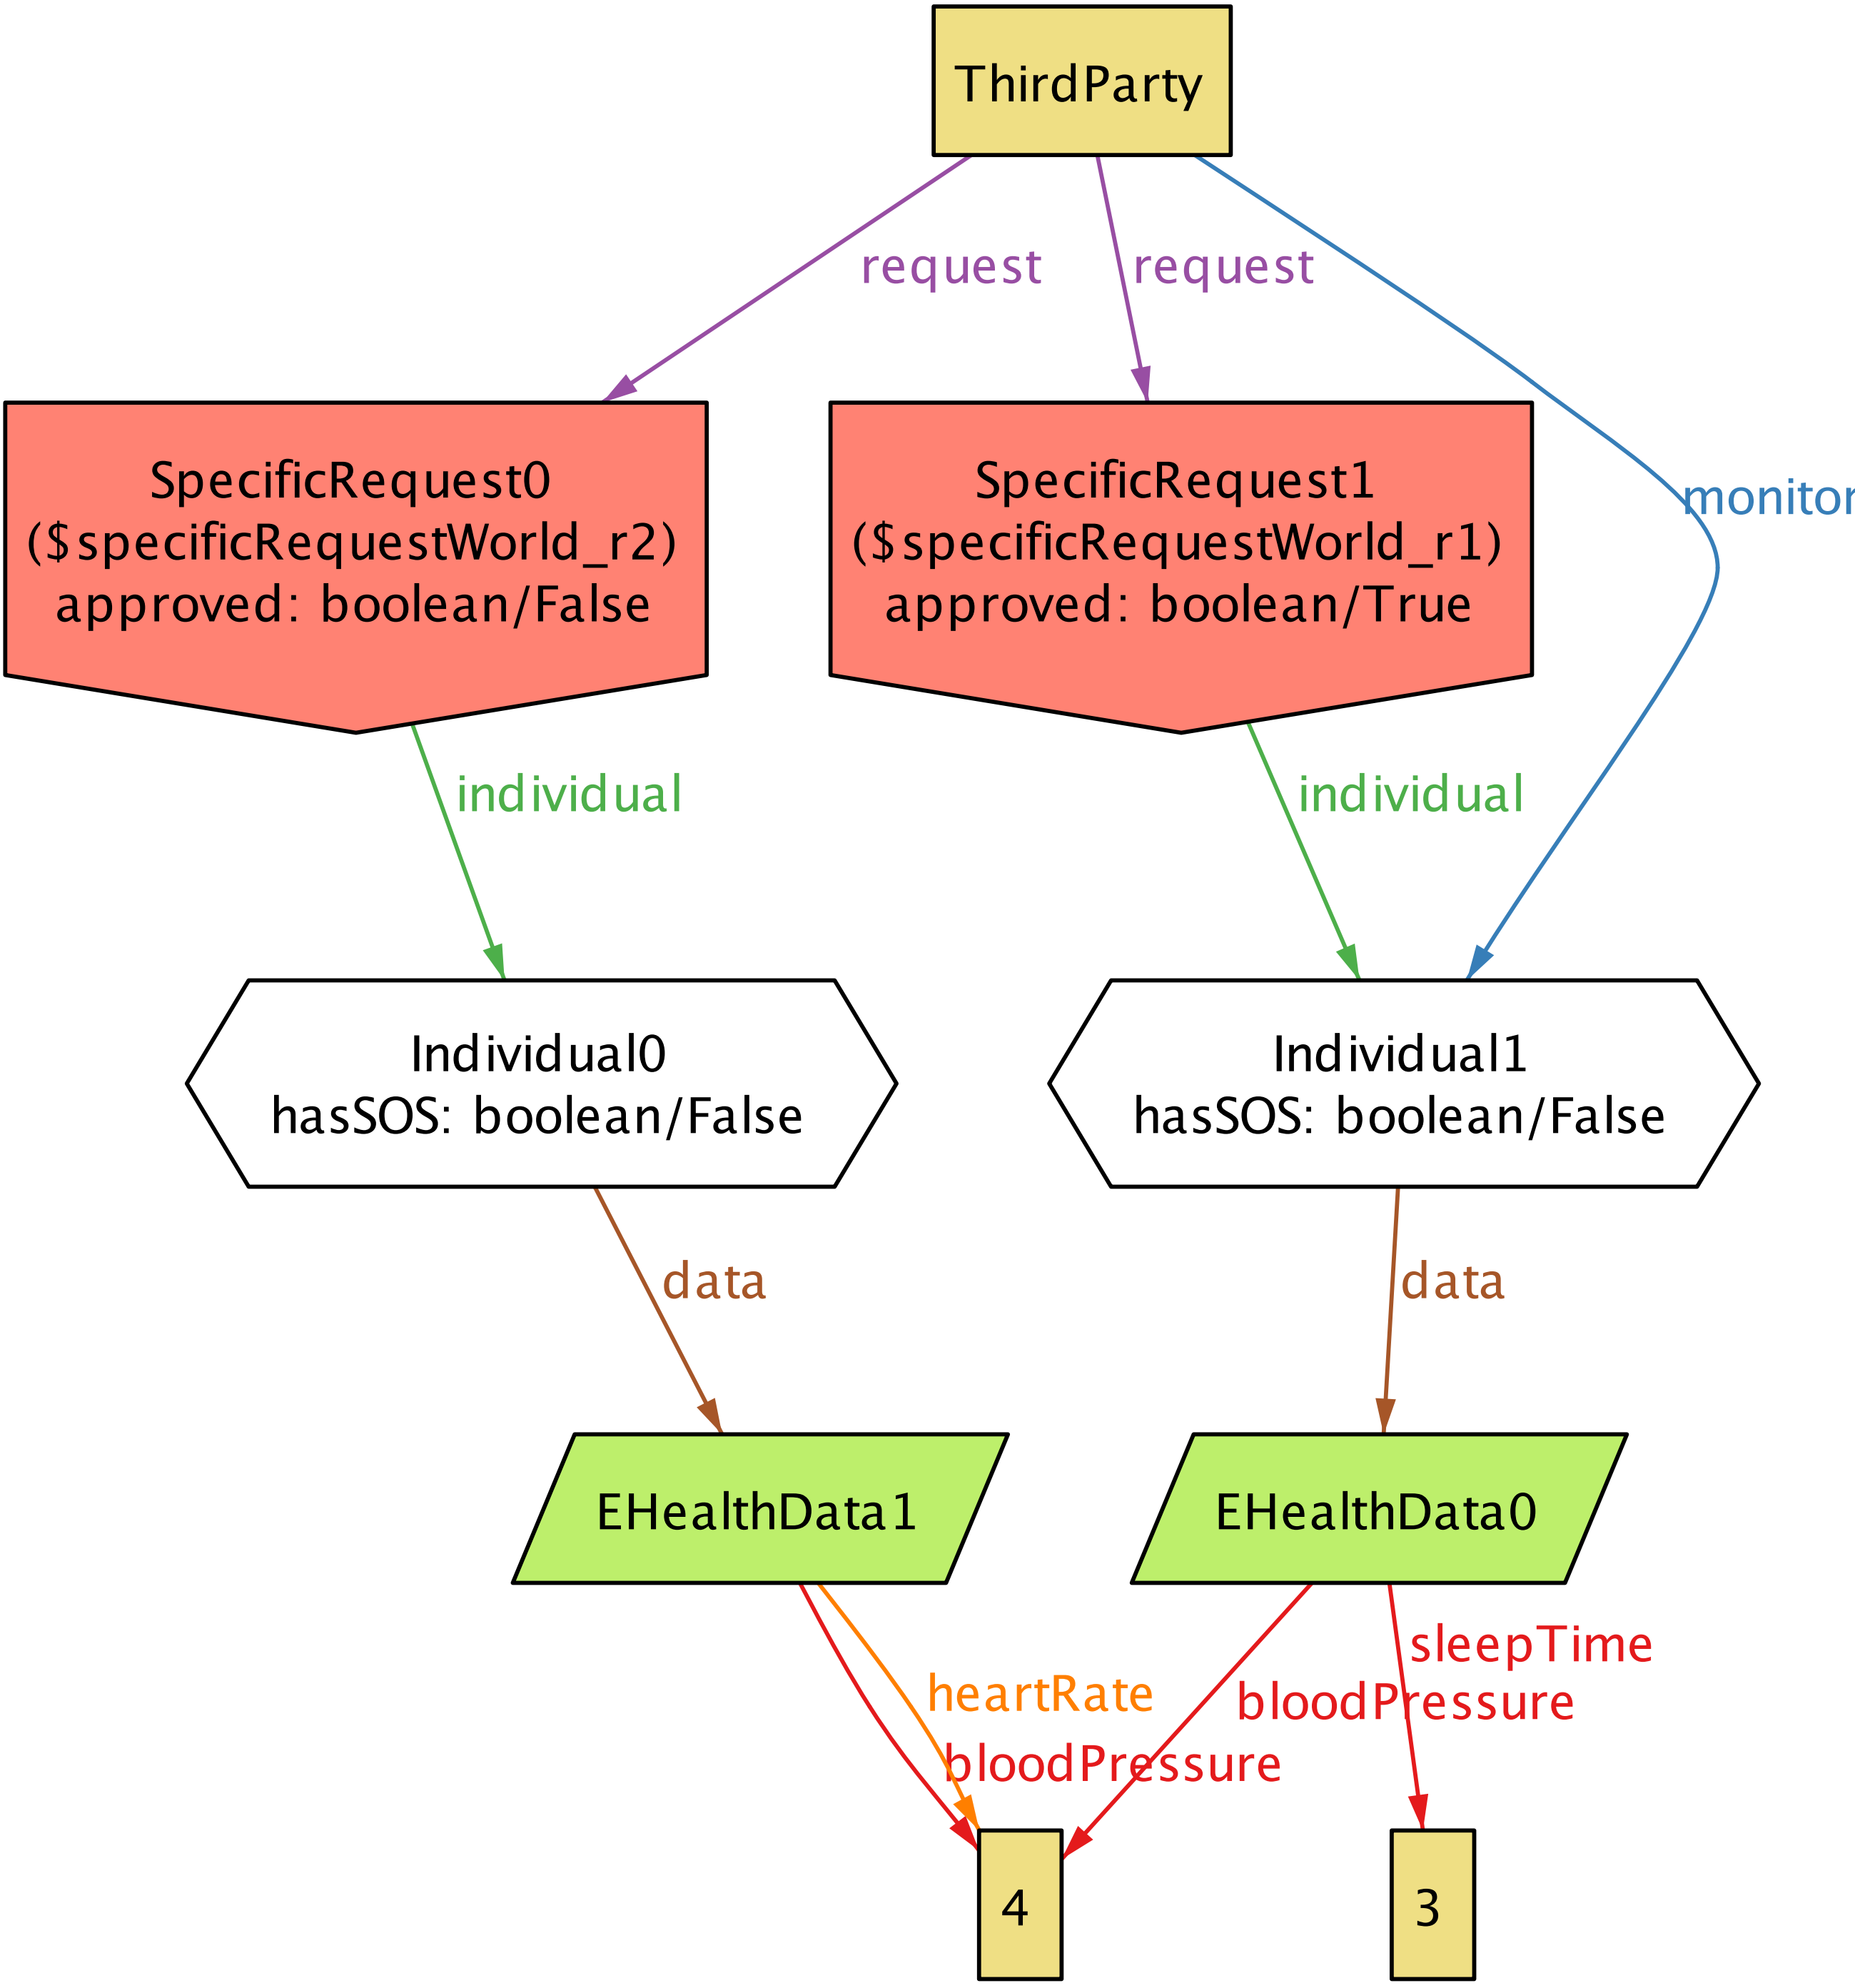 ThirdParty
request
request
monitor
SpecificRequest0
($specificRequestWorld_r2)
approved: boolean/False
SpecificRequest1
($specificRequestWorld_r1)
approved: boolean/True
individual
individual
Individual0
hasSOS: boolean/False
Individual1
hasSOS: boolean/False
data
data
EHealthData1
EHealthData0
sleepTime
heartRate
bloodPressure
bloodPressure
4
3